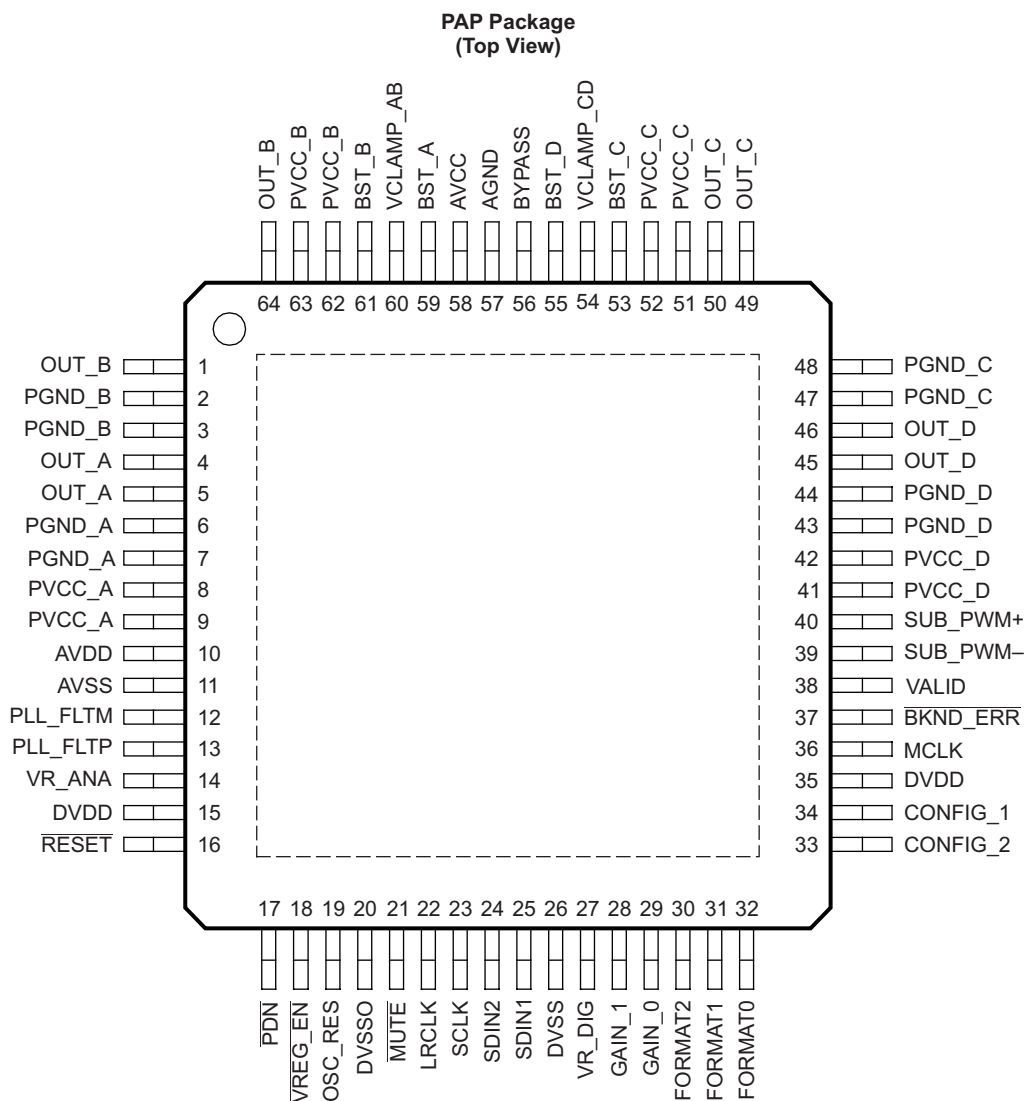 PAP Package
(Top View)
OUT_B
PVCC_B
PVCC_B
BST_B
VCLAMP_AB
BST_A
AVCC
AGND
BYPASS
BST_D
VCLAMP_CD
BST_C
PVCC_C
PVCC_C
OUT_C
OUT_C
64 63 62 61 60 59 58 57 56 55 54 53 52 51 50 49
OUT_B 1
PGND_B 2
PGND_B 3
OUT_A 4
OUT_A 5
PGND_A 6
PGND_A 7
PVCC_A 8
PVCC_A 9
AVDD 10
AVSS 11
PLL_FLTM 12
PLL_FLTP 13
VR_ANA 14
DVDD 15
RESET 16
48 PGND_C
47 PGND_C
46 OUT_D
45 OUT_D
44 PGND_D
43 PGND_D
42 PVCC_D
41 PVCC_D
40 SUB_PWM+
39 SUB_PWM–
38 VALID
37 BKND_ERR
36 MCLK
35 DVDD
34 CONFIG_1
33 CONFIG_2
17 18 19 20 21 22 23 24 25 26 27 28 29 30 31 32
PDN
VREG_EN
OSC_RES
DVSSO
MUTE
LRCLK
SCLK
SDIN2
SDIN1
DVSS
VR_DIG
GAIN_1
GAIN_0
FORMAT2
FORMAT1
FORMAT0